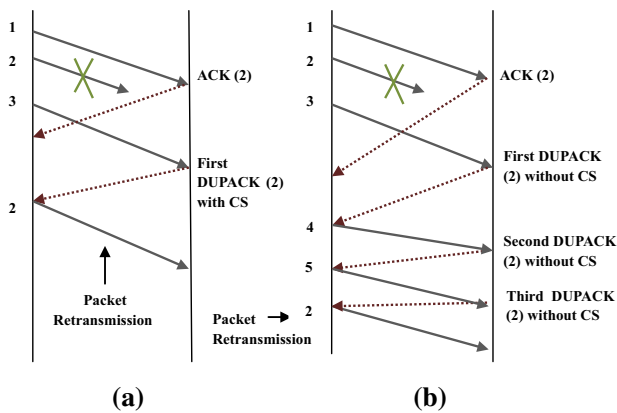 1
2
3
2
ACK (2)
First
DUPACK (2)
with CS
Packet
Retransmission
(a)
1
2
3
4
5
2
ACK (2)
First DUPACK
(2) without CS
Second DUPACK
(2) without CS
Third DUPACK
(2) without CS
Packet
Retransmission
(b)